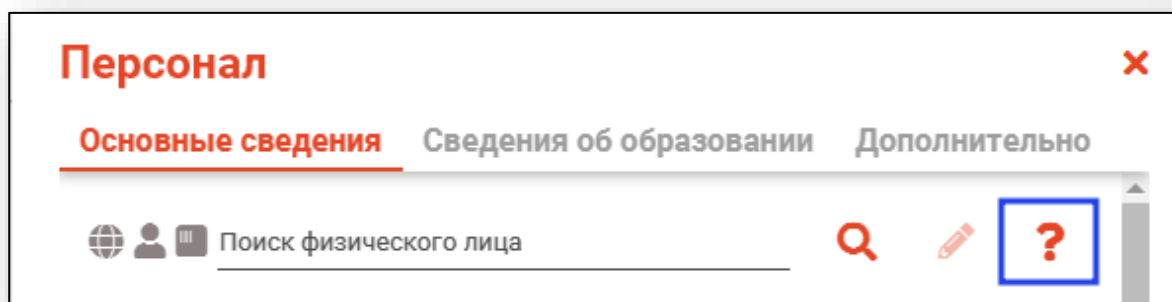 Персонал
Основные сведения Сведения об образовании Дополнительно
Поиск физического лица ?